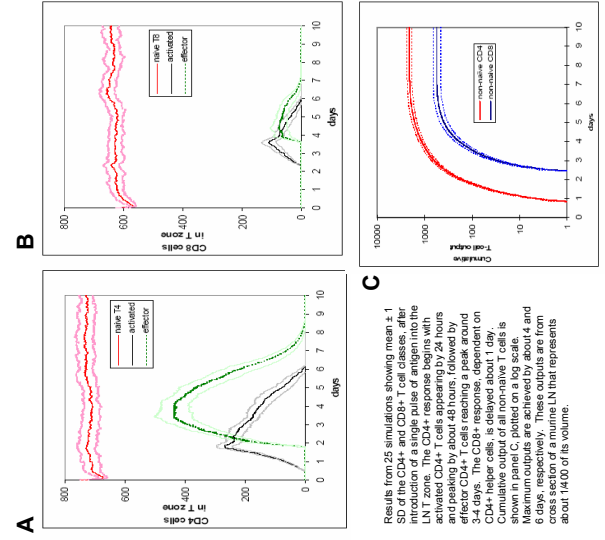 A
CD4 cells
in T zone
800
600
400
200
0
0 1 2 3 4 5 6 7 8 9 10
days
naive T4
activated
effector
B
CD8 cells
in T zone
800
600
400
200
0
0 1 2 3 4 5 6 7 8 9 10
days
naive T8
activated
effector
Results from 25 simulations showing mean ± 1
SD of the CD4+ and CD8+ T cell classes, after
introduction of a single pulse of antigen into the
LN T zone. The CD4+ response begins with
activated CD4+ T cells appearing by 24 hours
and peaking by about 48 hours, followed by
effector CD4+ T cells reaching a peak around
3-4 days. The CD8+ response, dependent on
CD4+ helper cells, is delayed about 1 day.
Cumulative output of all non-naive T cells is
shown in panel C, plotted on a log scale.
Maximum outputs are achieved by about 4 and
6 days, respectively. These outputs are from
cross section of a murine LN that represents
about 1/400 of its volume.
C
Cumulative
T-cell output
10000
1000
100
10
1
0 1 2 3 4 5 6 7 8 9 10
days
non-naive CD4
non-naive CD8